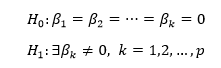 H₀: β₁ = β₂ = ⋯ = βₖ = 0
H₁: ∃βₖ ≠ 0, k = 1,2, … , p